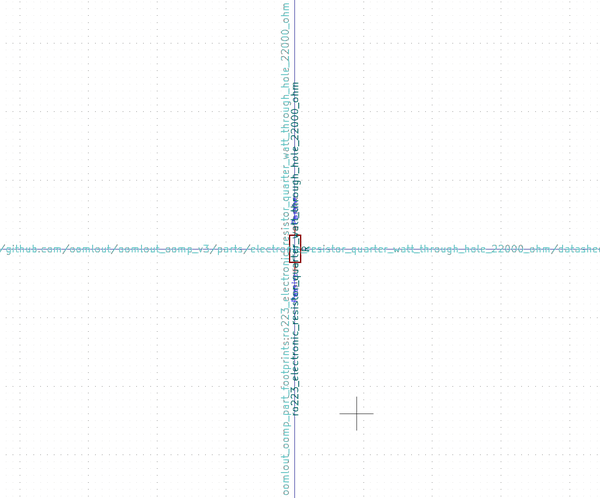 oomlout_oomp_part_footprints:ro223_electronic_resistor_quarter_watt_through_hole_22000_ohm
ro223_electronic_resistor_quarter_watt_through_hole_22000_ohm
/github.com/oomlout/oomlout_oomp_v3/parts/electronic_resistor_quarter_watt_through_hole_22000_ohm/datashe
R